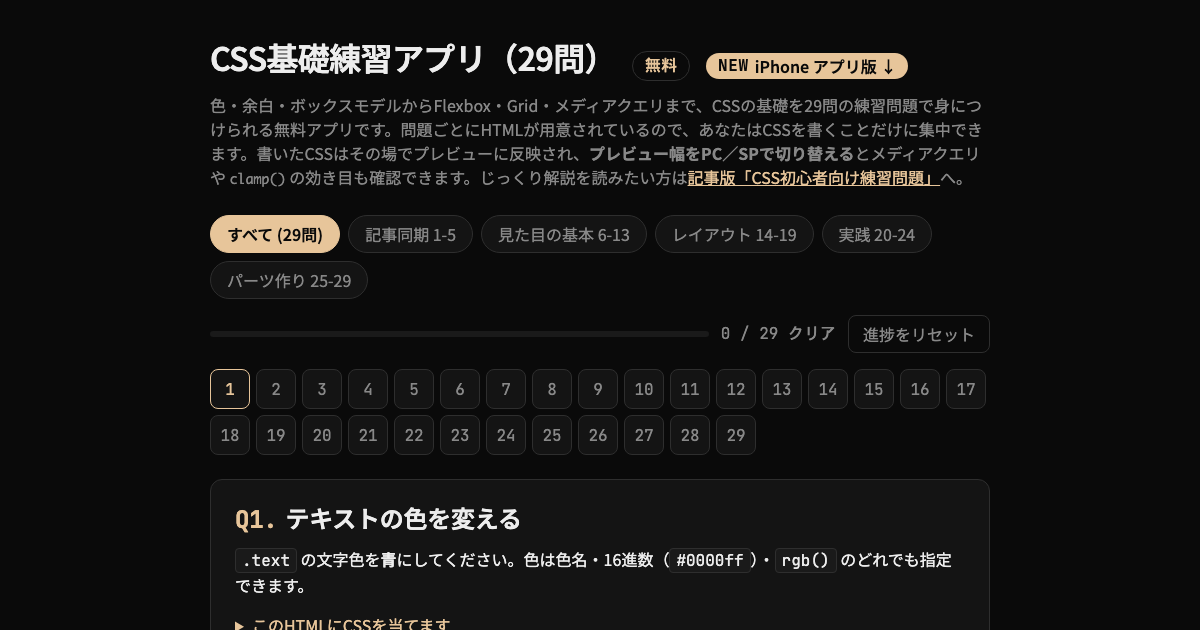 CSS基礎練習アプリ（29問） 無料 NEW iPhone アプリ版 ↓
色・余白・ボックスモデルからFlexbox・Grid・メディアクエリまで、CSSの基礎を29問の練習問題で身につ
けられる無料アプリです。問題ごとにHTMLが用意されているので、あなたはCSSを書くことだけに集中でき
ます。書いたCSSはその場でプレビューに反映され、プレビュー幅をPC／SPで切り替えるとメディアクエリ
や clamp() の効き目も確認できます。じっくり解説を読みたい方は記事版「CSS初心者向け練習問題」へ。
すべて (29問) 記事同期 1-5 見た目の基本 6-13 レイアウト 14-19 実践 20-24
パーツ作り 25-29
0 / 29 クリア 進捗をリセット
1 2 3 4 5 6 7 8 9 10 11 12 13 14 15 16 17
18 19 20 21 22 23 24 25 26 27 28 29
Q1. テキストの色を変える
.text の文字色を青にしてください。色は色名・16進数（ #0000ff ）・ rgb() のどれでも指定
できます。
▶ このHTMLにCSSを当てます